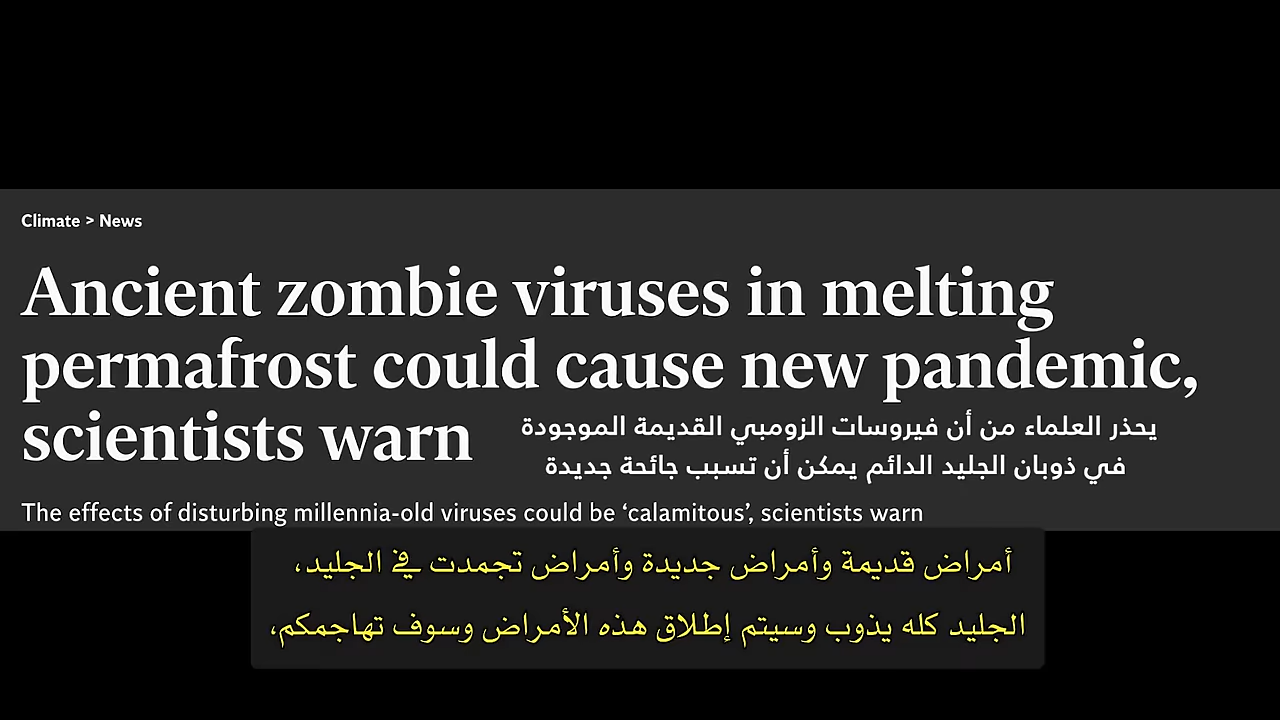 Climate > News
Ancient zombie viruses in melting
permafrost could cause new pandemic,
scientists warn
يحذر العلماء من أن فيروسات الزومبي القديمة الموجودة
في ذوبان الجليد الدائم يمكن أن تسبب جائحة جديدة
The effects of disturbing millennia-old viruses could be ‘calamitous’, scientists warn
أمراض قديمة وأمراض جديدة وأمراض تجمدت في الجليد،
الجليد كله يذوب وسيتم إطلاق هذه الأمراض وسوف تهاجمكم،